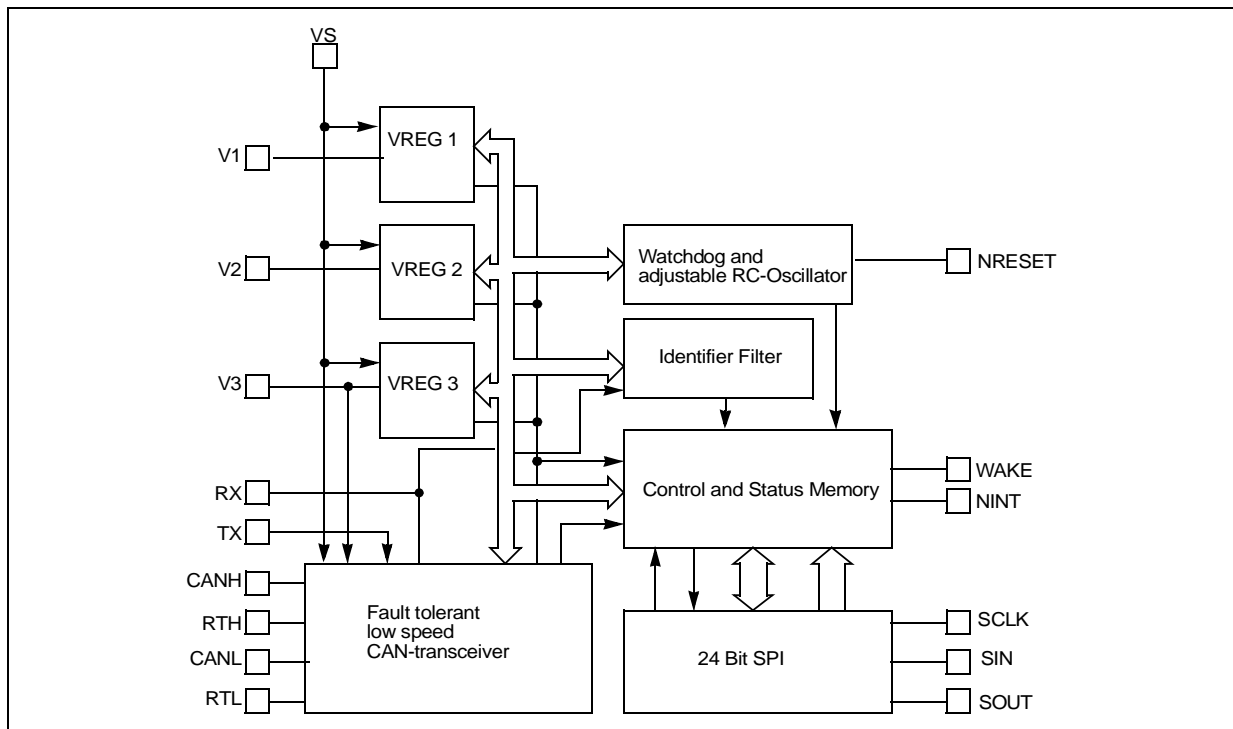 VS
VREG 1
V1
VREG 2
V2
Watchdog and
adjustable RC-Oscillator
NRESET
Identifier Filter
VREG 3
V3
Control and Status Memory
WAKE
NINT
RX
TX
CANH
RTH
CANL
RTL
Fault tolerant
low speed
CAN-transceiver
24 Bit SPI
SCLK
SIN
SOUT